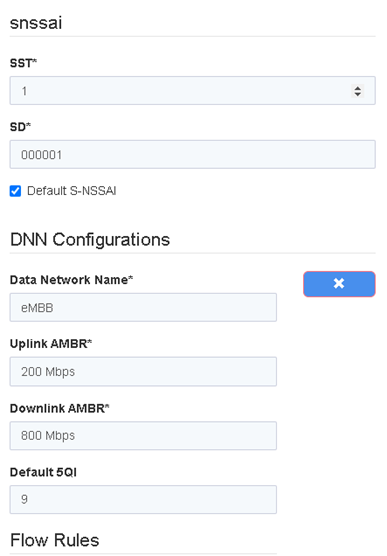 snssai
SST*
1
SD*
000001
Default S-NSSAI
DNN Configurations
Data Network Name*
eMBB
Uplink AMBR*
200 Mbps
Downlink AMBR*
800 Mbps
Default 5QI
9
Flow Rules